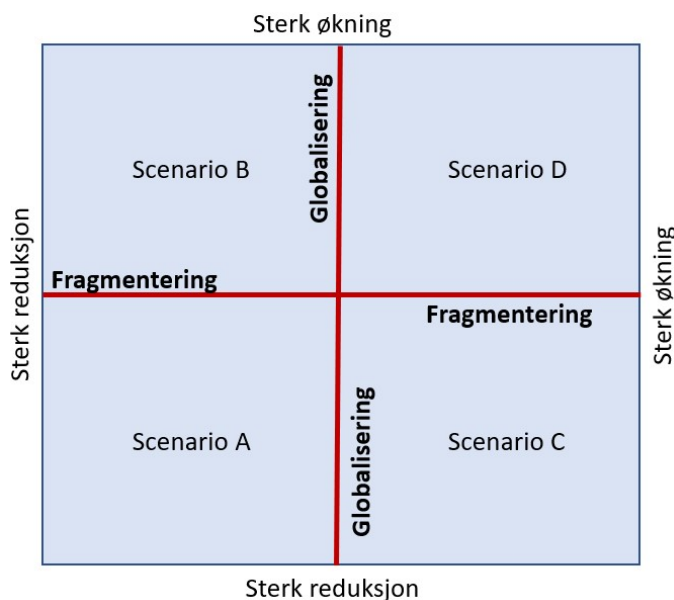 Sterk økning
Globalisering
Scenario B
Scenario D
Sterk reduksjon
Fragmentering
Sterk økning
Fragmentering
Scenario A
Globalisering
Scenario C
Sterk reduksjon